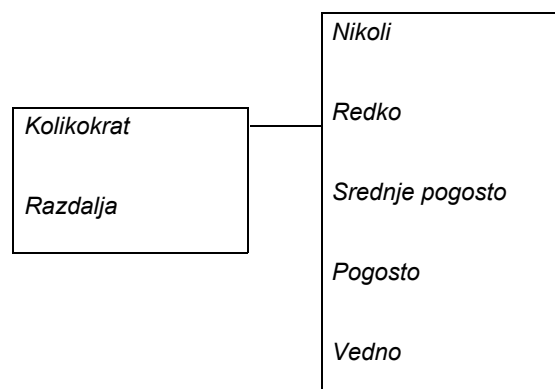 Kolikokrat
Razdalja
Nikoli
Redko
Srednje pogosto
Pogosto
Vedno